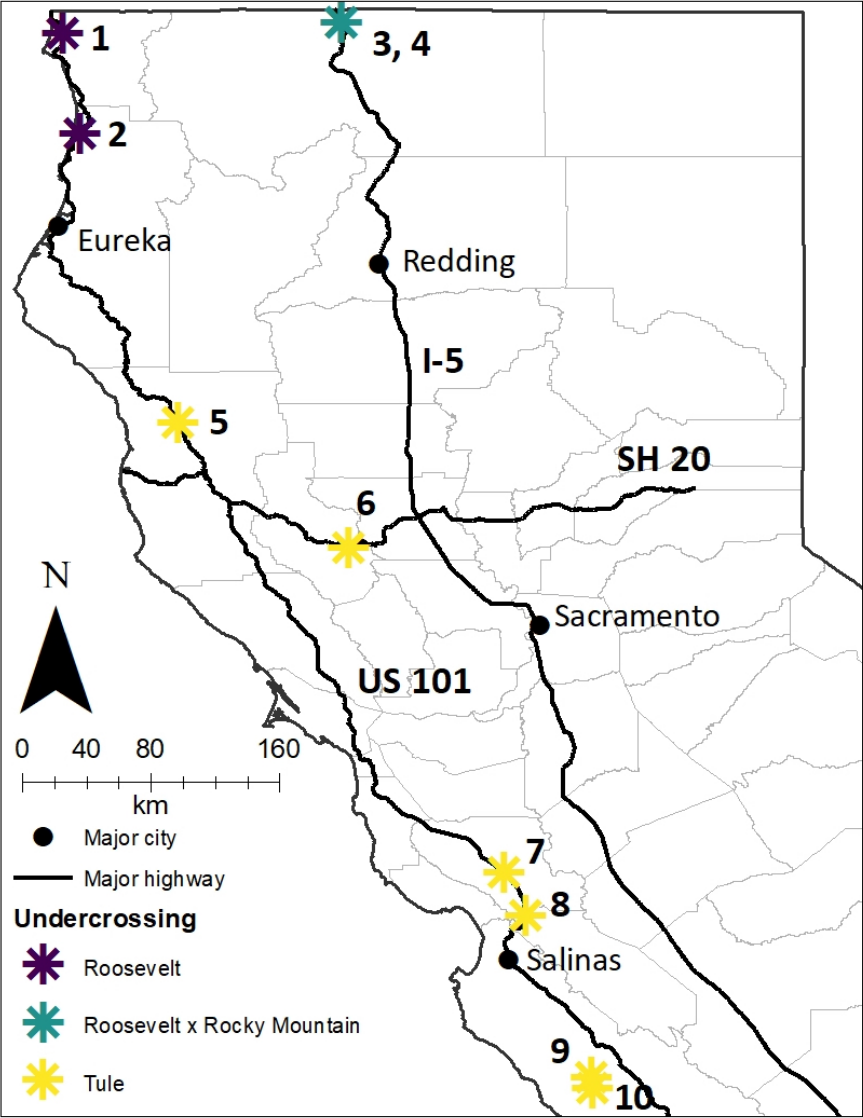 1
3, 4
2
Eureka
Redding
I-5
5
SH 20
6
N
Sacramento
US 101
0 40 80 160
km
Major city
7
Major highway
8
Undercrossing
Roosevelt
Salinas
Roosevelt x Rocky Mountain
9
Tule
10